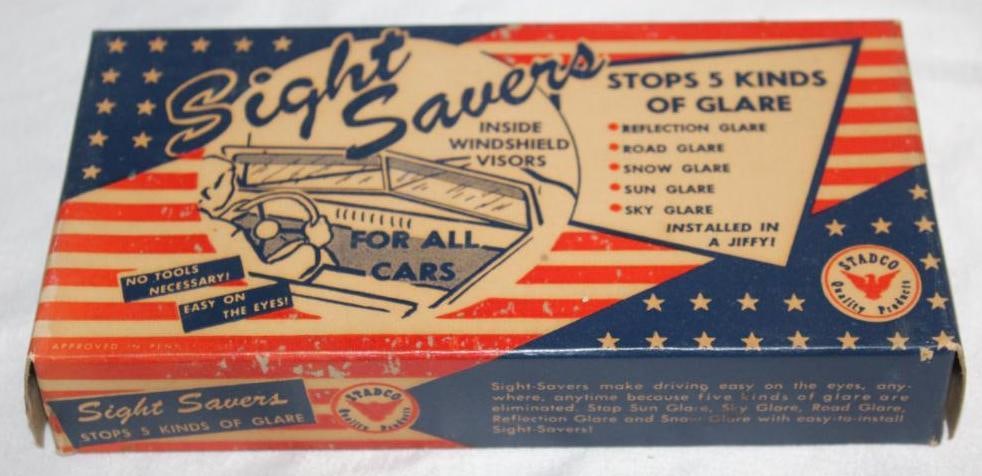 Sight
Savers
INSIDE
WINDSHIELD
VISORS
FOR ALL
CARS
STOPS 5 KINDS
OF GLARE
REFLECTION GLARE
ROAD GLARE
SNOW GLARE
SUN GLARE
SKY GLARE
INSTALLED IN
A JIFFY!
NO TOOLS
NECESSARY!
EASY ON
THE EYES!
STADCO
Quality Products
APPROVED IN
Sight Savers
STOPS 5 KINDS OF GLARE
STADCO
Quality Products
Sight-Savers make driving easy on the eyes, any-
where, anytime because five kinds of glare are
eliminated. Stop Sun Glare, Sky Glare, Road Glare,
Reflection Glare and Snow Glare with easy-to-install
Sight-Savers!